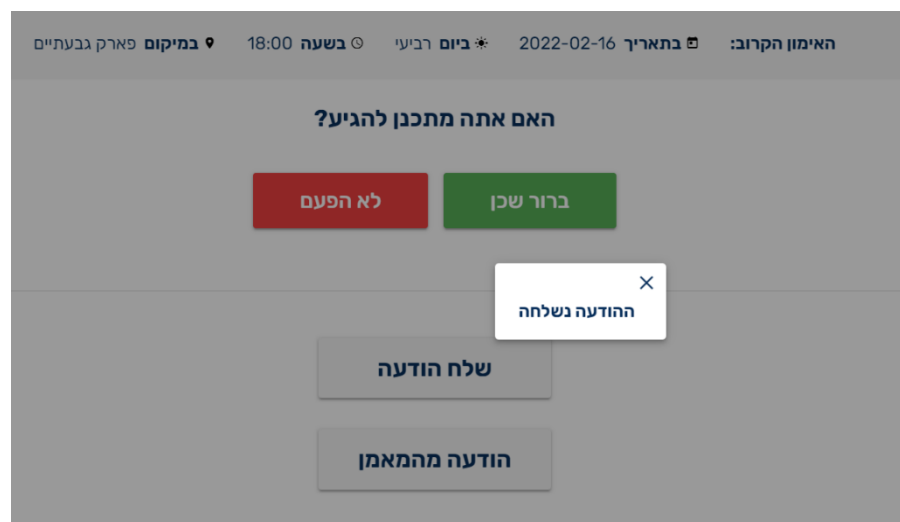 האימון הקרוב: בתאריך 2022-02-16 ביום רביעי בשעה 18:00 במיקום פארק גבעתיים
האם אתה מתכנן להגיע?
ברור שכן לא הפעם
ההודעה נשלחה
שלח הודעה
הודעה מהמאמן